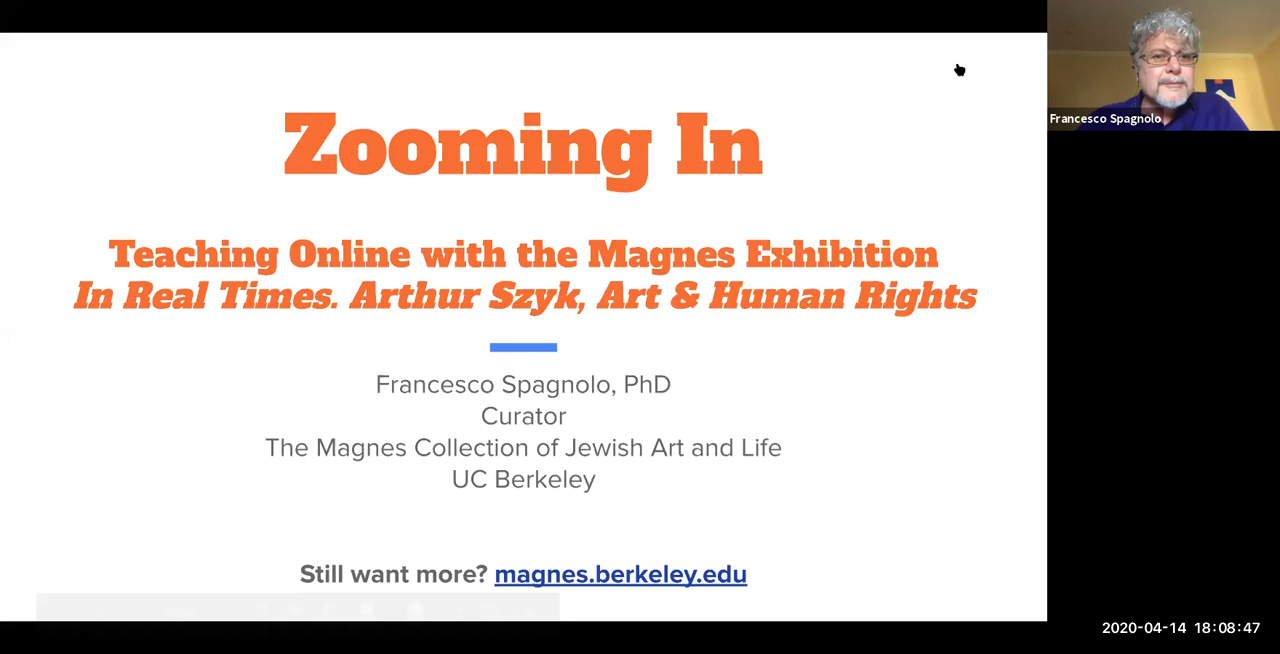 Zooming In
Teaching Online with the Magnes Exhibition
In Real Times. Arthur Szyk, Art & Human Rights
Francesco Spagnolo, PhD
Curator
The Magnes Collection of Jewish Art and Life
UC Berkeley
Still want more? magnes.berkeley.edu
Francesco Spagnolo
2020-04-14 18:08:47